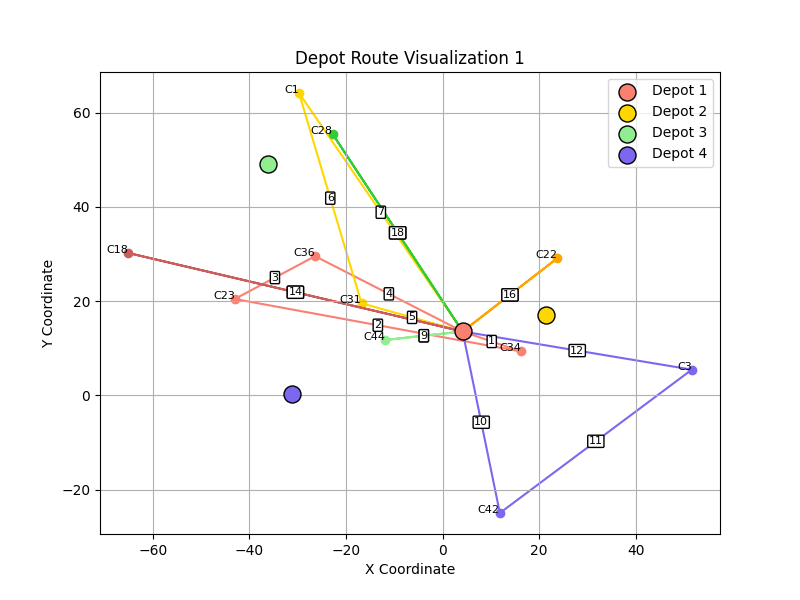 Depot Route Visualization 1
Depot 1
Depot 2
Depot 3
Depot 4
C1
C28
6
7
18
C18
C36
C22
3
14
4
16
C23
C31
5
2
9
C44
1
C34
12
C3
10
11
C42
60
40
20
0
−20
Y Coordinate
−60
−40
−20
0
20
40
X Coordinate